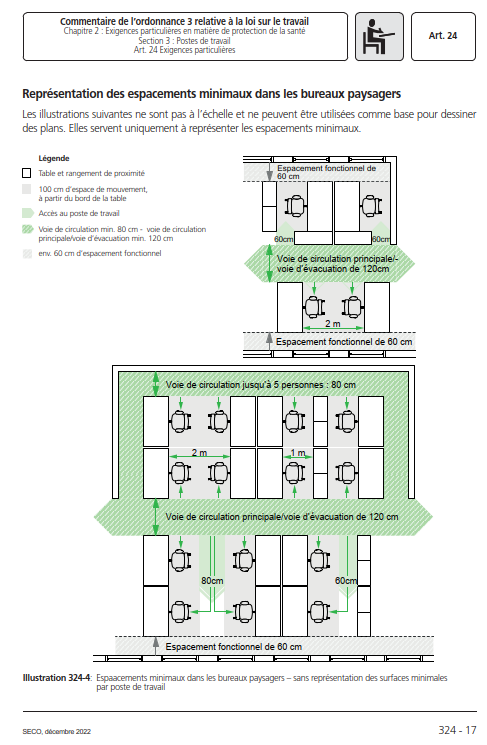 Commentaire de l'ordonnance 3 relative à la loi sur le travail
Chapitre 2 : Exigences particulières en matière de protection de la santé
Section 3 : Postes de travail
Art. 24 Exigences particulières
Art. 24
Représentation des espacements minimaux dans les bureaux paysagers
Les illustrations suivantes ne sont pas à l'échelle et ne peuvent être utilisées comme base pour dessiner
des plans. Elles servent uniquement à représenter les espacements minimaux.
Légende
Table et rangement de proximité
100 cm d'espace de mouvement,
à partir du bord de la table
Accès au poste de travail
Voie de circulation min. 80 cm - voie de circulation
principale/voie d'évacuation min. 120 cm
env. 60 cm d'espacement fonctionnel
Espacement fonctionnel de
60 cm
60cm
60cm
Voie de circulation principale/-
voie d'évacuation de 120cm
2 m
Espacement fonctionnel de 60 cm
Voie de circulation jusqu'à 5 personnes : 80 cm
2 m
1 m
Voie de circulation principale/voie d'évacuation de 120 cm
80cm
60cm
Espacement fonctionnel de 60 cm
Illustration 324-4: Espaacements minimaux dans les bureaux paysagers – sans représentation des surfaces minimales
par poste de travail
SECO, décembre 2022
324 - 17